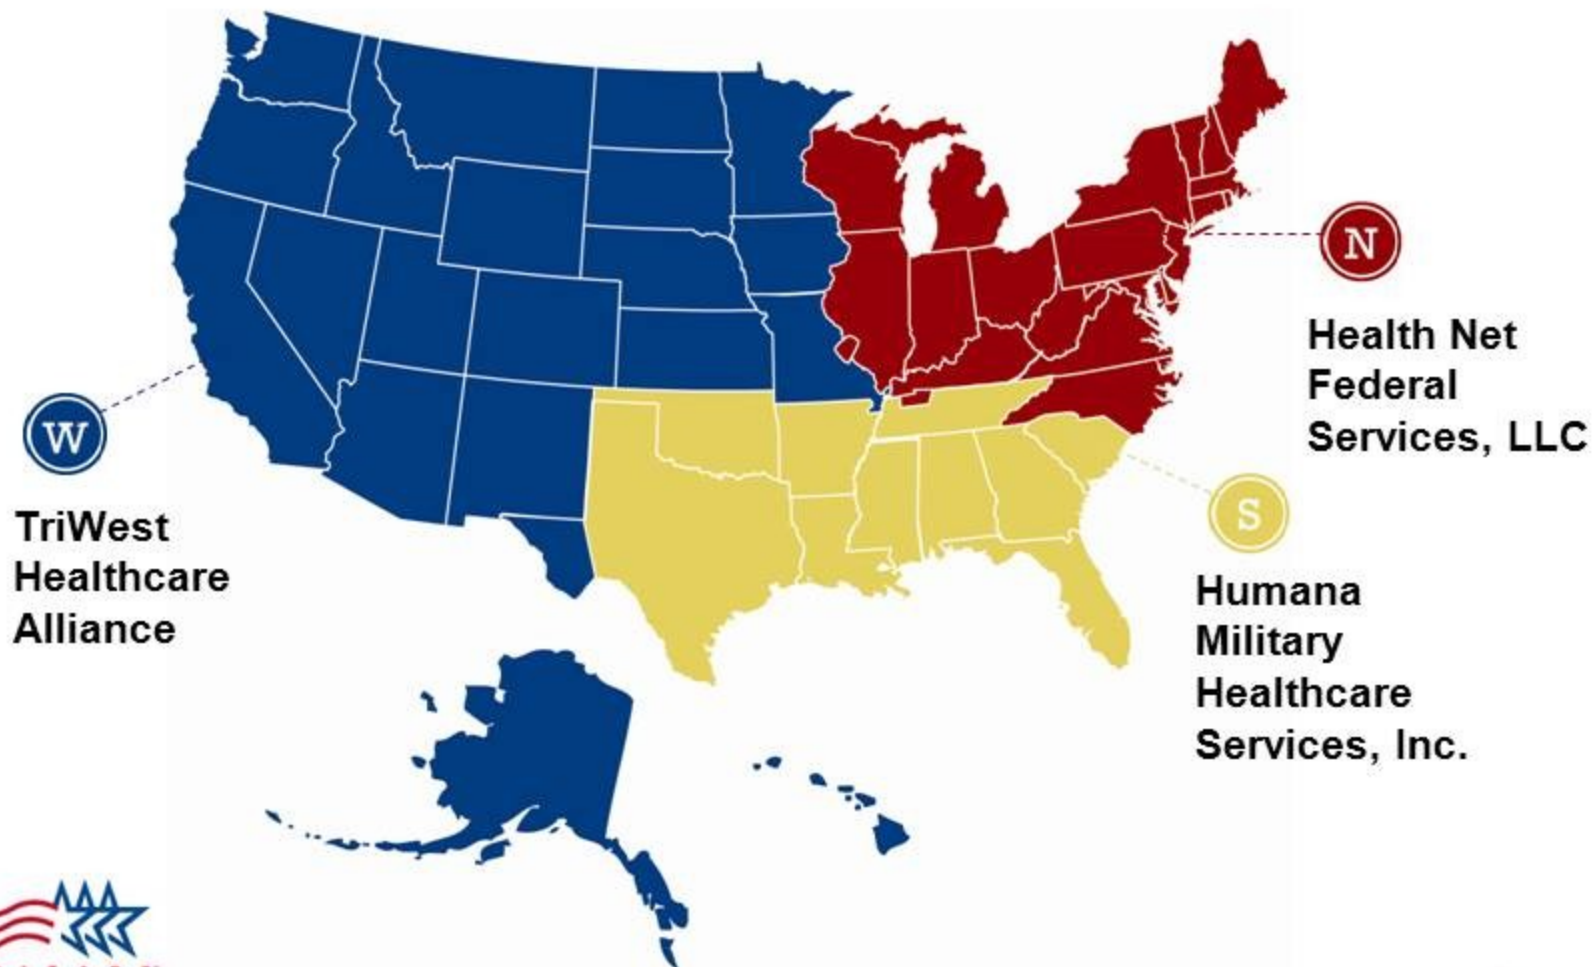 N
Health Net
Federal
Services, LLC
W
TriWest
Healthcare
Alliance
S
Humana
Military
Healthcare
Services, Inc.